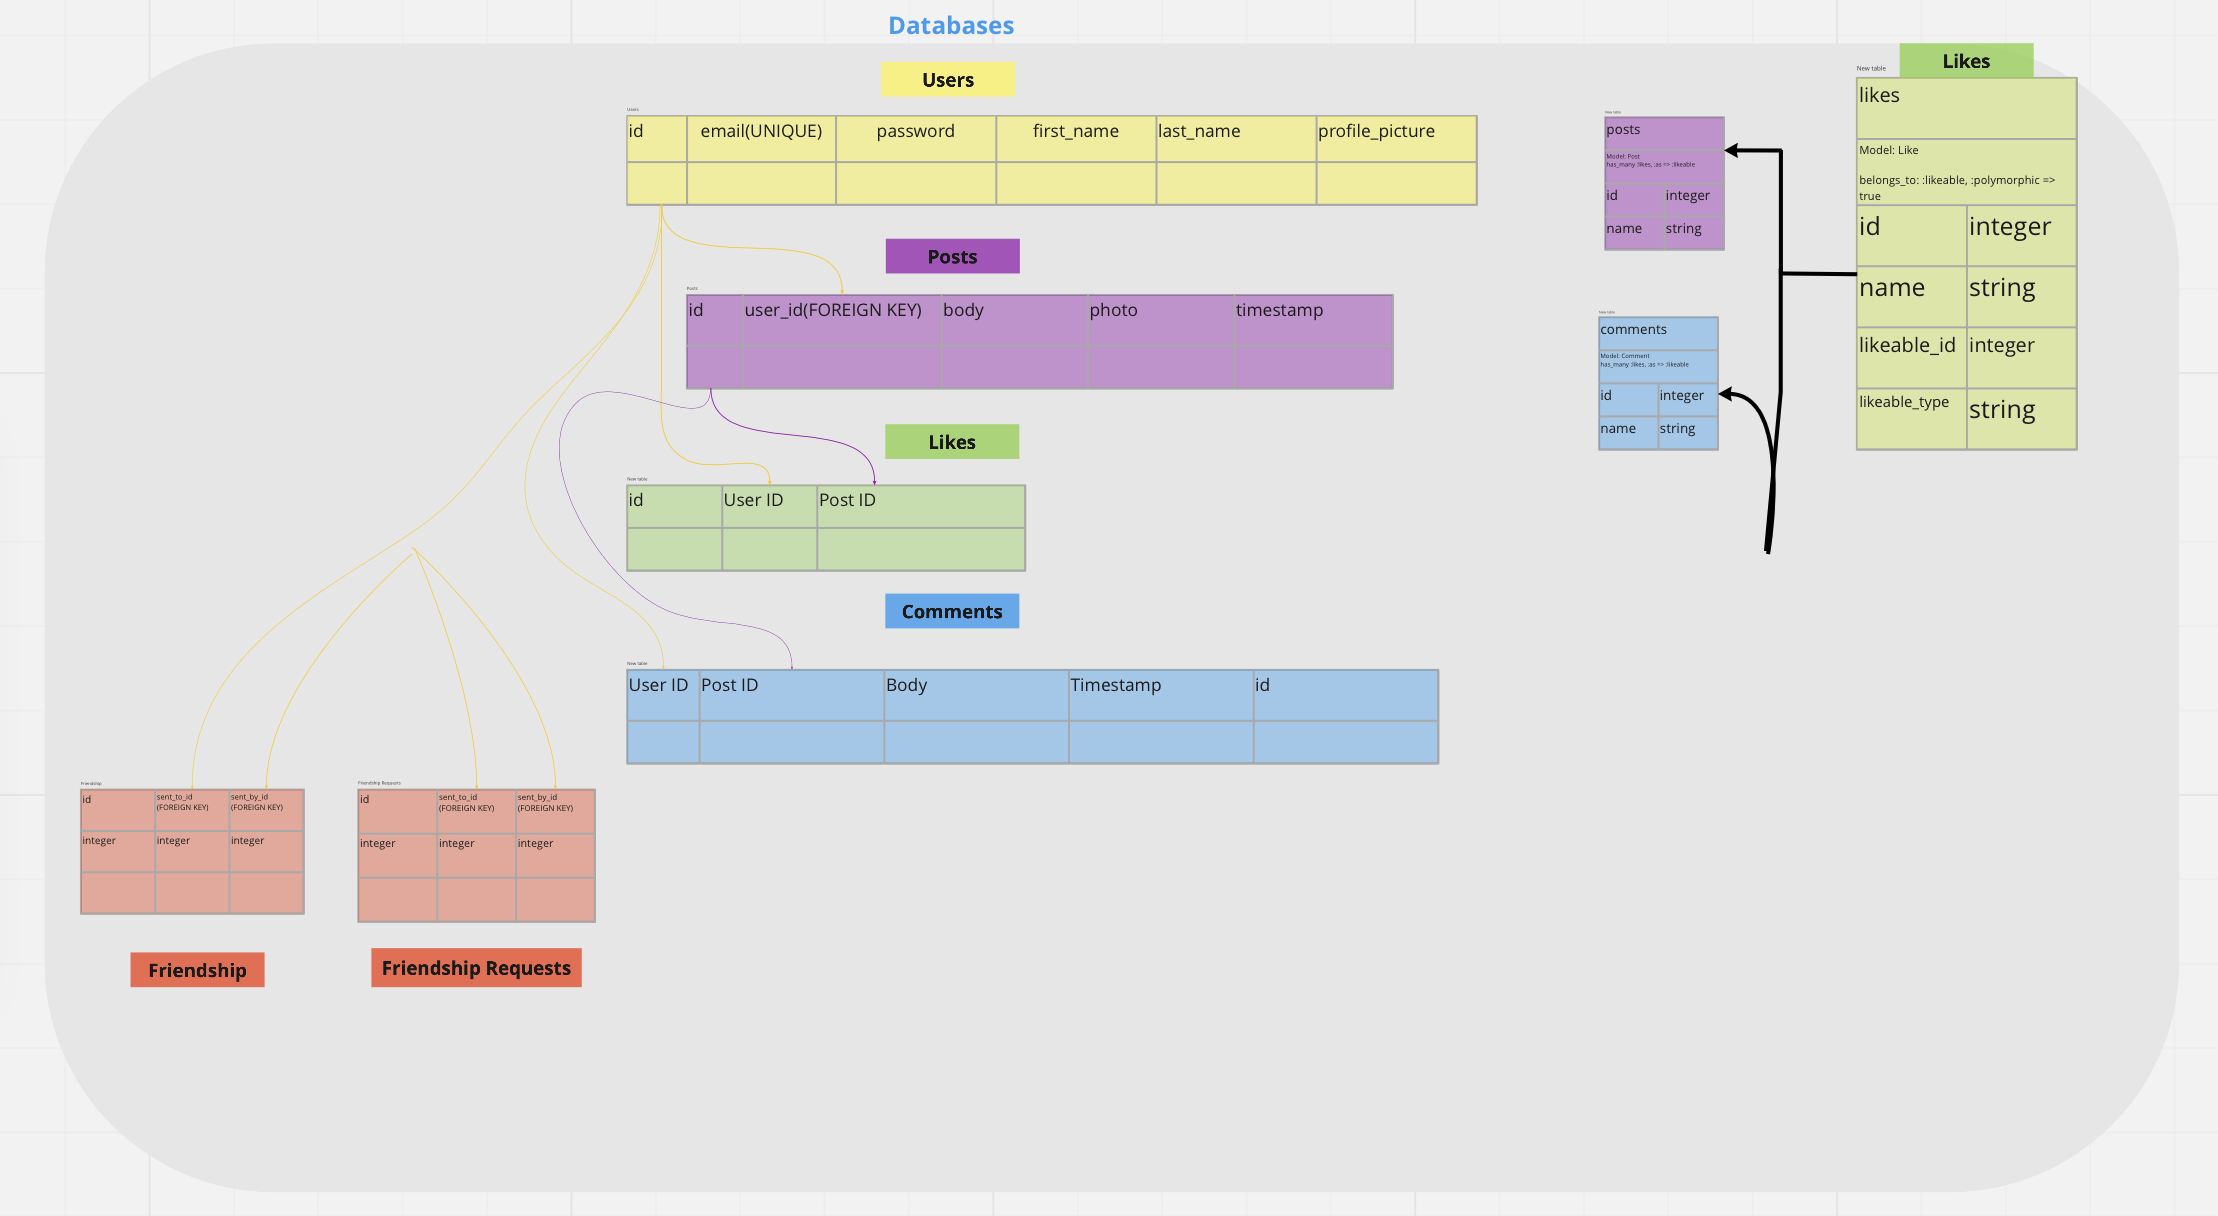 Databases
Users
Users
id
email(UNIQUE)
password
first_name
last_name
profile_picture
Posts
Posts
id
user_id(FOREIGN KEY)
body
photo
timestamp
Likes
New table
id
User ID
Post ID
Comments
New table
User ID
Post ID
Body
Timestamp
id
Friendship
id
sent_to_id
(FOREIGN KEY)
sent_by_id
(FOREIGN KEY)
integer
integer
integer
Friendship
Friendship Requests
id
sent_to_id
(FOREIGN KEY)
sent_by_id
(FOREIGN KEY)
integer
integer
integer
Friendship Requests
New table
posts
Model: Post
has_many :likes, :as => :likeable
id
integer
name
string
New table
comments
Model: Comment
has_many :likes, :as => :likeable
id
integer
name
string
Likes
New table
likes
Model: Like
belongs_to: :likeable, :polymorphic =>
true
id
integer
name
string
likeable_id
integer
likeable_type
string